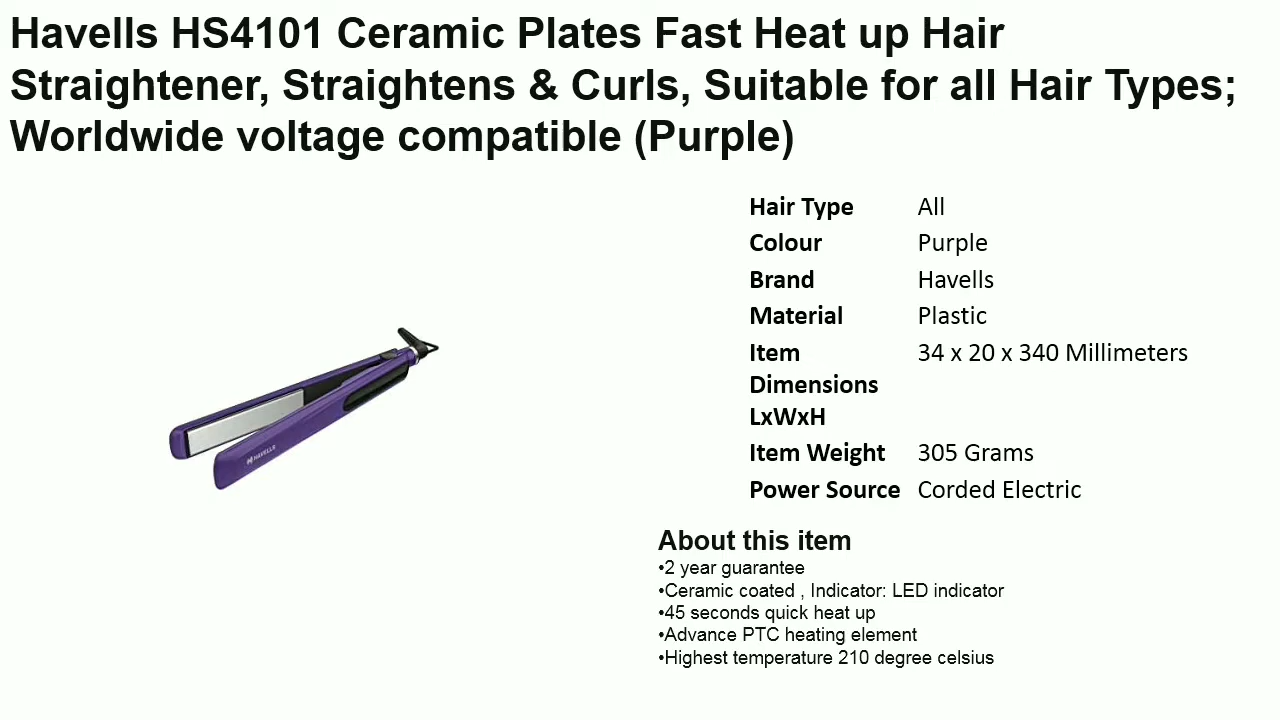 Havells HS4101 Ceramic Plates Fast Heat up Hair
Straightener, Straightens & Curls, Suitable for all Hair Types;
Worldwide voltage compatible (Purple)
Hair Type All
Colour Purple
Brand Havells
Material Plastic
Item 34 x 20 x 340 Millimeters
Dimensions
LxWxH
Item Weight 305 Grams
Power Source Corded Electric
HAVELLS
About this item
•2 year guarantee
•Ceramic coated , Indicator: LED indicator
•45 seconds quick heat up
•Advance PTC heating element
•Highest temperature 210 degree celsius